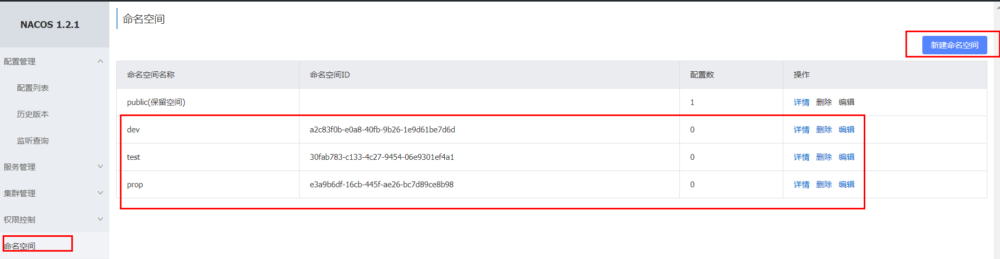 NACOS 1.2.1
配置管理
配置列表
历史版本
监听查询
服务管理
集群管理
权限控制
命名空间
命名空间
新建命名空间
命名空间名称 命名空间ID 配置数 操作
public(保留空间) 1 详情 删除 编辑
dev a2c83f0b-e0a8-40fb-9b26-1e9d61be7d6d 0 详情 删除 编辑
test 30fab783-c133-4c27-9454-06e9301ef4a1 0 详情 删除 编辑
prop e3a9b6df-16cb-445f-ae26-bc7d89ce8b98 0 详情 删除 编辑